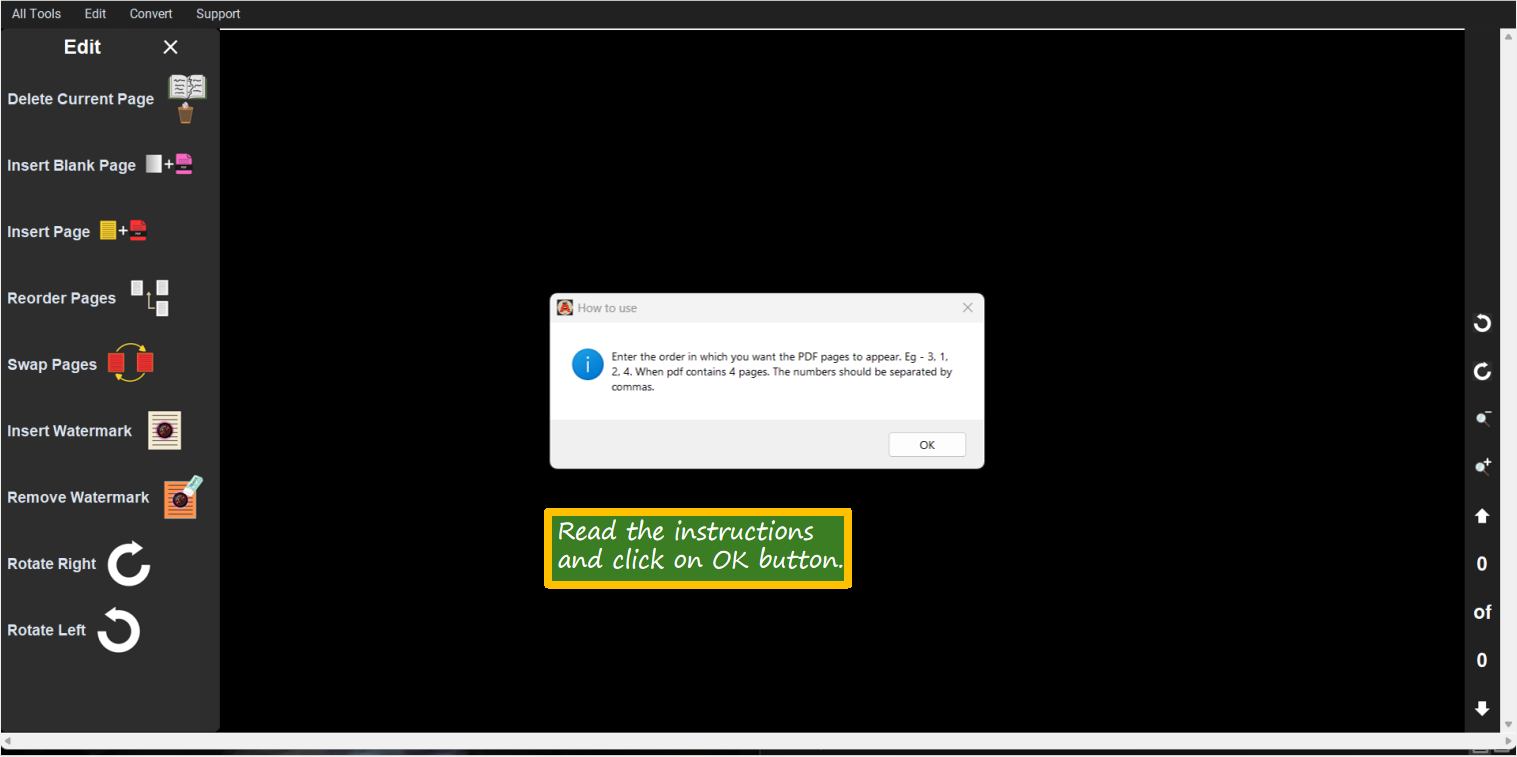 All Tools Edit Convert Support
Edit
Delete Current Page
Insert Blank Page
Insert Page
Reorder Pages
Swap Pages
Insert Watermark
Remove Watermark
Rotate Right
Rotate Left
How to use
Enter the order in which you want the PDF pages to appear. Eg - 3, 1,
2, 4. When pdf contains 4 pages. The numbers should be separated by
commas.
OK
Read the instructions
and click on OK button.
0
of
0